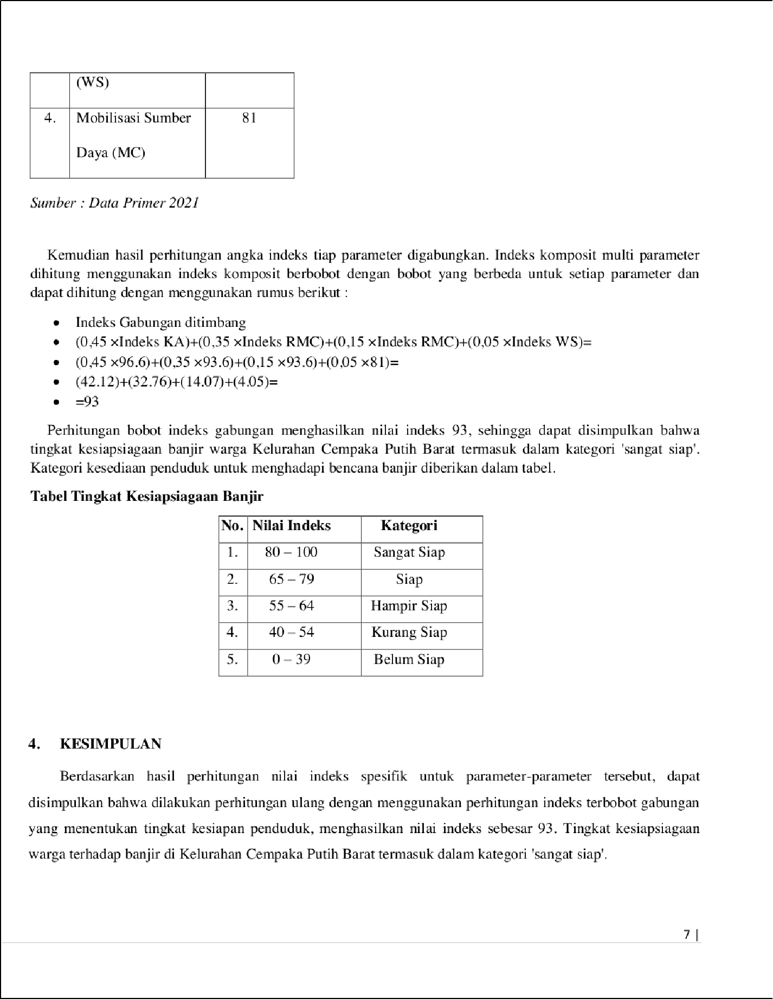 (WS)
4. Mobilisasi Sumber 81
Daya (MC)
Sumber : Data Primer 2021
Kemudian hasil perhitungan angka indeks tiap parameter digabungkan. Indeks komposit multi parameter
dihitung menggunakan indeks komposit berbobot dengan bobot yang berbeda untuk setiap parameter dan
dapat dihitung dengan menggunakan rumus berikut :
• Indeks Gabungan ditimbang
• (0,45 ×Indeks KA)+(0,35 ×Indeks RMC)+(0,15 ×Indeks RMC)+(0,05 ×Indeks WS)=
• (0,45 ×96.6)+(0,35 ×93.6)+(0,15 ×93.6)+(0,05 ×81)=
• (42.12)+(32.76)+(14.07)+(4.05)=
• =93
Perhitungan bobot indeks gabungan menghasilkan nilai indeks 93, sehingga dapat disimpulkan bahwa
tingkat kesiapsiagaan banjir warga Kelurahan Cempaka Putih Barat termasuk dalam kategori 'sangat siap'.
Kategori kesediaan penduduk untuk menghadapi bencana banjir diberikan dalam tabel.
Tabel Tingkat Kesiapsiagaan Banjir
No. Nilai Indeks Kategori
1. 80 – 100 Sangat Siap
2. 65 – 79 Siap
3. 55 – 64 Hampir Siap
4. 40 – 54 Kurang Siap
5. 0 – 39 Belum Siap
4. KESIMPULAN
Berdasarkan hasil perhitungan nilai indeks spesifik untuk parameter-parameter tersebut, dapat
disimpulkan bahwa dilakukan perhitungan ulang dengan menggunakan perhitungan indeks terbobot gabungan
yang menentukan tingkat kesiapan penduduk, menghasilkan nilai indeks sebesar 93. Tingkat kesiapsiagaan
warga terhadap banjir di Kelurahan Cempaka Putih Barat termasuk dalam kategori 'sangat siap'.
7 |